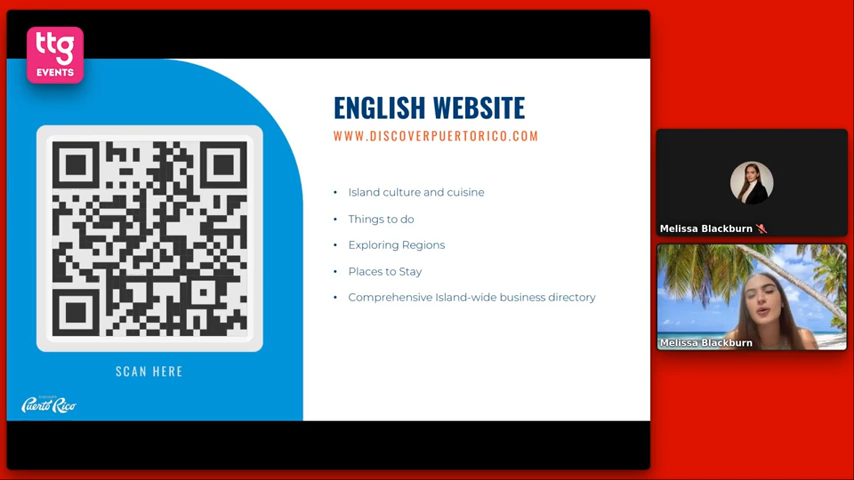 ttg
EVENTS
ENGLISH WEBSITE
WWW.DISCOVERPUERTORICO.COM
• Island culture and cuisine
• Things to do
• Exploring Regions
• Places to Stay
• Comprehensive Island-wide business directory
SCAN HERE
Puerto Rico
Melissa Blackburn
Melissa Blackburn